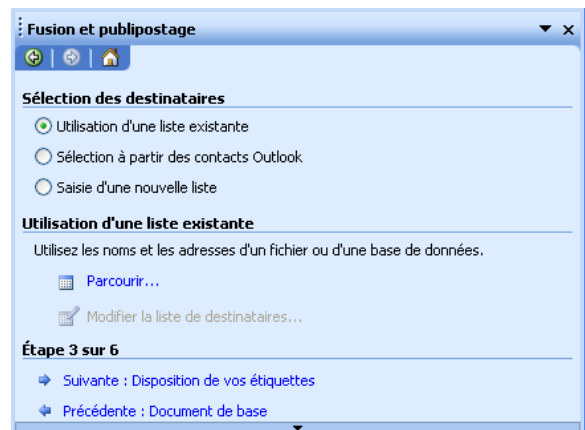 Fusion et publipostage
Sélection des destinataires
Utilisation d'une liste existante
Sélection à partir des contacts Outlook
Saisie d'une nouvelle liste
Utilisation d'une liste existante
Utilisez les noms et les adresses d'un fichier ou d'une base de données.
Parcourir...
Modifier la liste de destinataires...
Étape 3 sur 6
Suivante : Disposition de vos étiquettes
Précédente : Document de base